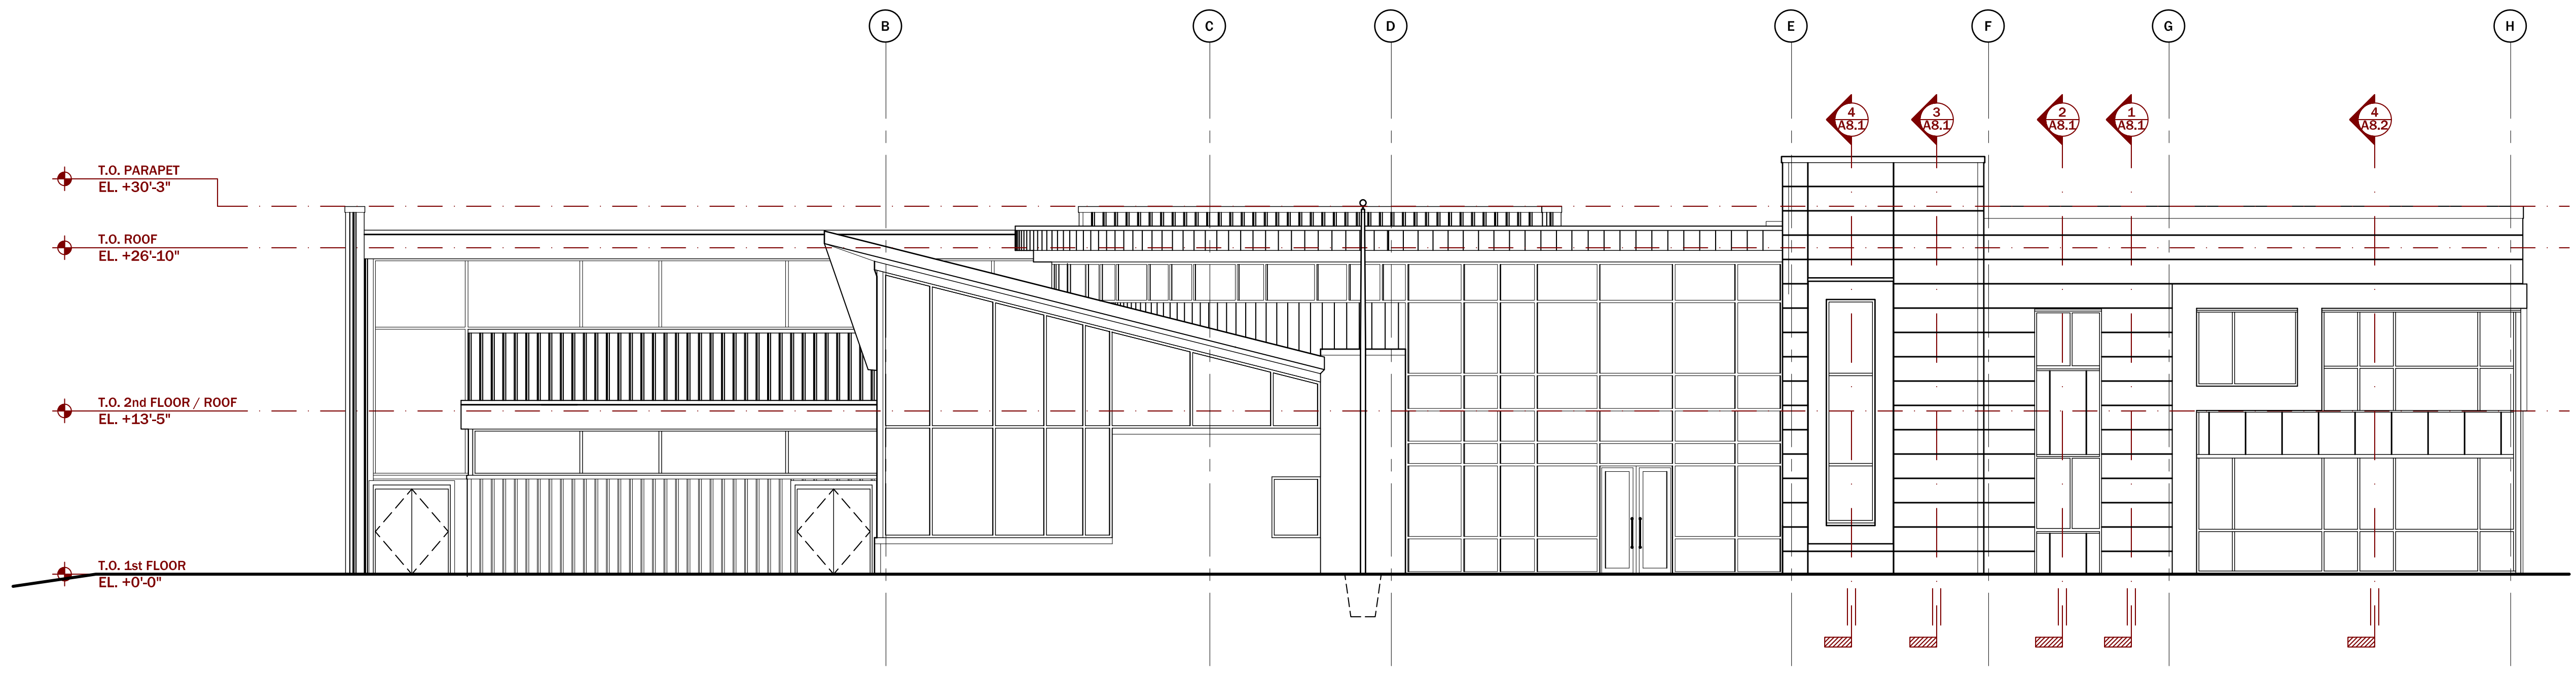 B
C
D
E
F
G
H
4
A8.1
3
A8.1
2
A8.1
1
A8.1
4
A8.2
T.O. PARAPET
EL. +30'-3"
T.O. ROOF
EL. +26'-10"
T.O. 2nd FLOOR / ROOF
EL. +13'-5"
T.O. 1st FLOOR
EL. +0'-0"